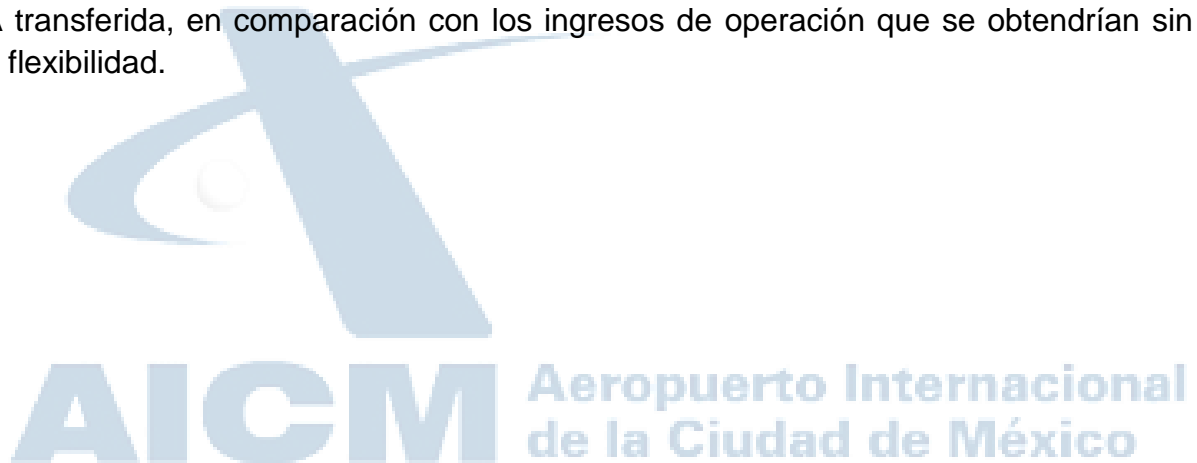 transferida, en comparación con los ingresos de operación que se obtendrían sin
flexibilidad.
AICM
Aeropuerto Internacional
de la Ciudad de México